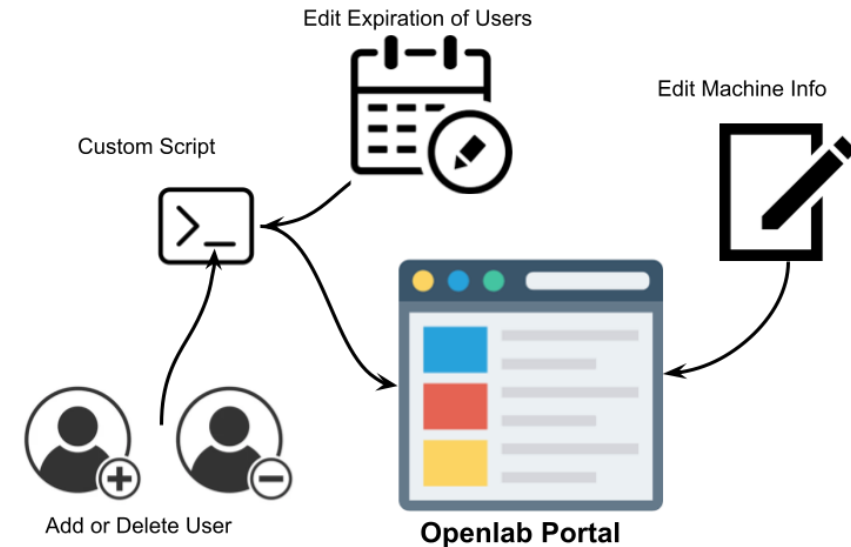 Edit Expiration of Users
Edit Machine Info
Custom Script
Add or Delete User
Openlab Portal